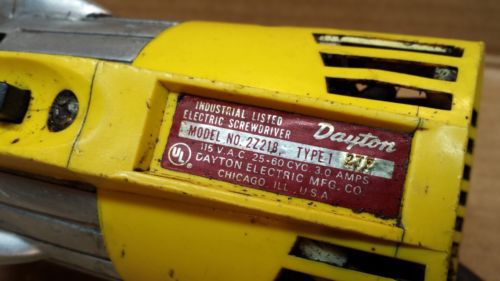 INDUSTRIAL LISTED
ELECTRIC SCREWDRIVER
Dayton
MODEL NO. 2Z218 TYPE 1
115 V.A.C. 25-60 CYC. 3.0 AMPS
UL
DAYTON ELECTRIC MFG. CO
CHICAGO, ILL., U.S.A.